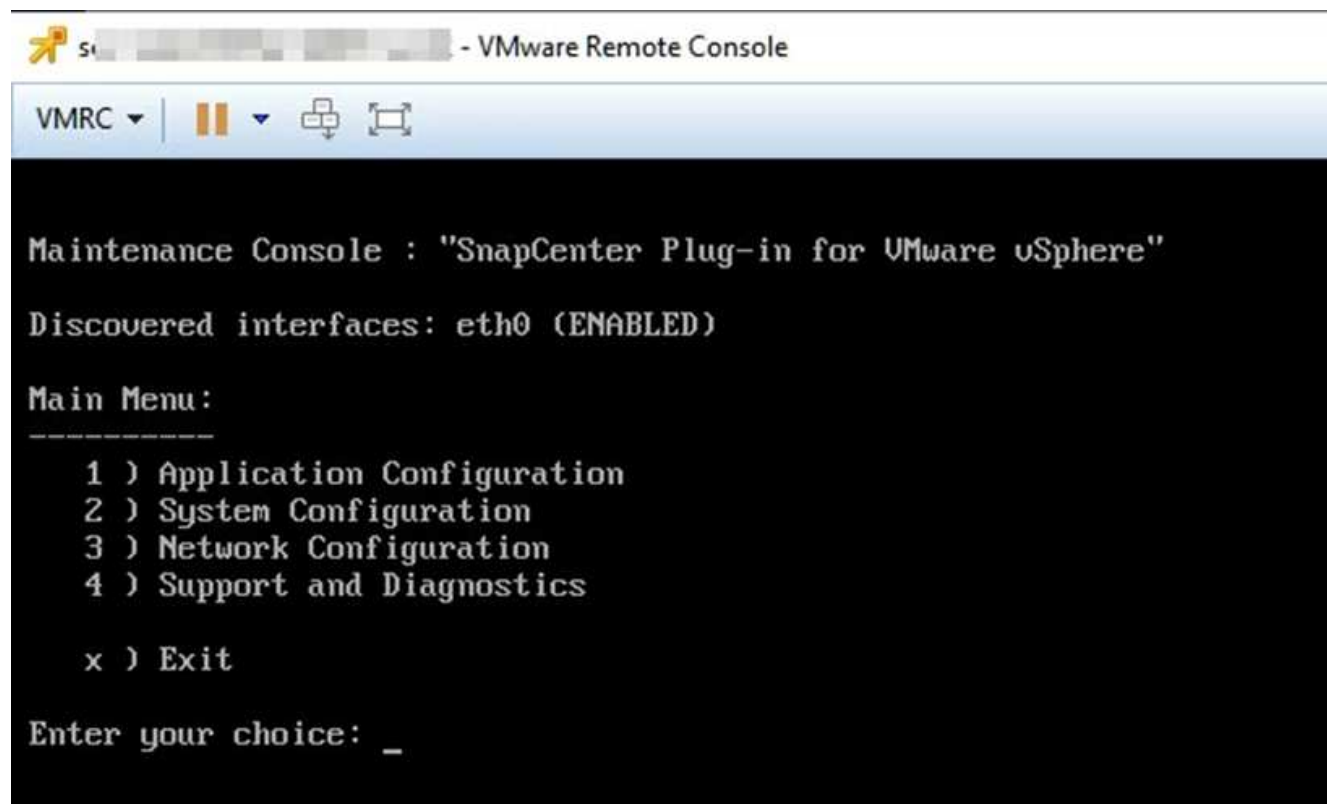 - VMware Remote Console
VMRC
Maintenance Console : "SnapCenter Plug-in for VMware vSphere"
Discovered interfaces: eth0 (ENABLED)
Main Menu:
----------
1 ) Application Configuration
2 ) System Configuration
3 ) Network Configuration
4 ) Support and Diagnostics
x ) Exit
Enter your choice: _